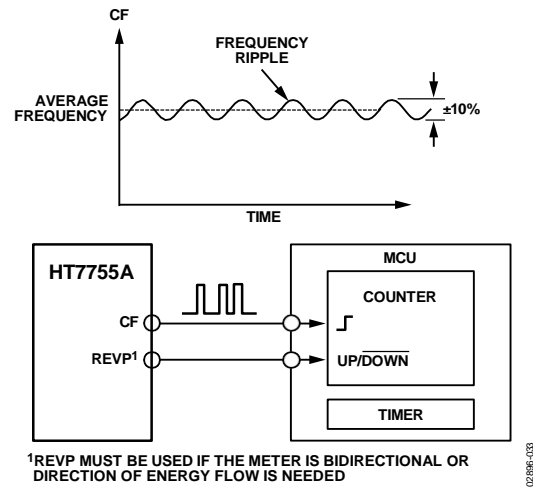 CF
FREQUENCY
RIPPLE
AVERAGE
FREQUENCY
±10%
TIME
HT7755A
CF
REVP1
MCU
COUNTER
UP/DOWN
TIMER
1REVP MUST BE USED IF THE METER IS BIDIRECTIONAL OR
DIRECTION OF ENERGY FLOW IS NEEDED
02896-033